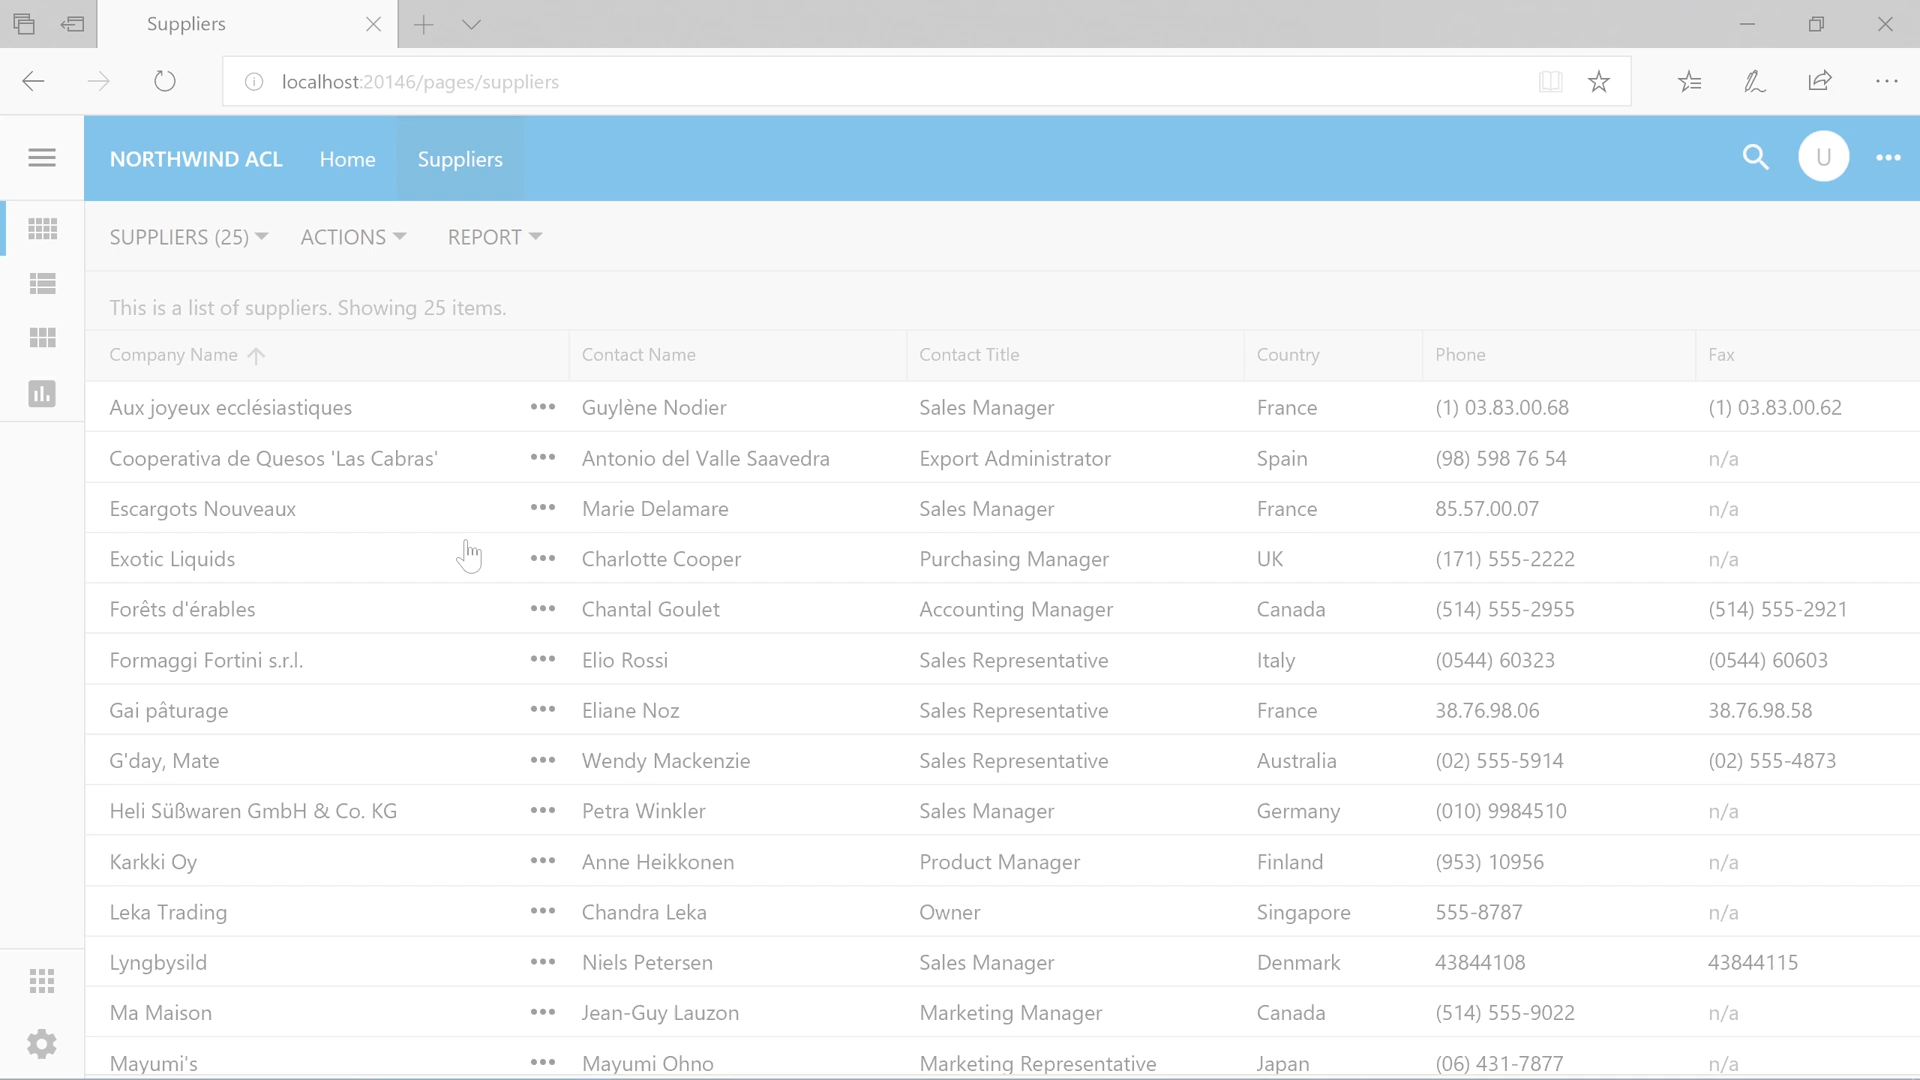 Suppliers
localhost:20146/pages/suppliers
NORTHWIND ACL Home Suppliers U
SUPPLIERS (25) ACTIONS REPORT
This is a list of suppliers. Showing 25 items.
Company Name Contact Name Contact Title Country Phone Fax
Aux joyeux ecclésiastiques Guylène Nodier Sales Manager France (1) 03.83.00.68 (1) 03.83.00.62
Cooperativa de Quesos 'Las Cabras' Antonio del Valle Saavedra Export Administrator Spain (98) 598 76 54 n/a
Escargots Nouveaux Marie Delamare Sales Manager France 85.57.00.07 n/a
Exotic Liquids Charlotte Cooper Purchasing Manager UK (171) 555-2222 n/a
Forêts d'érables Chantal Goulet Accounting Manager Canada (514) 555-2955 (514) 555-2921
Formaggi Fortini s.r.l. Elio Rossi Sales Representative Italy (0544) 60323 (0544) 60603
Gai pâturage Eliane Noz Sales Representative France 38.76.98.06 38.76.98.58
G'day, Mate Wendy Mackenzie Sales Representative Australia (02) 555-5914 (02) 555-4873
Heli Süßwaren GmbH & Co. KG Petra Winkler Sales Manager Germany (010) 9984510 n/a
Karkki Oy Anne Heikkonen Product Manager Finland (953) 10956 n/a
Leka Trading Chandra Leka Owner Singapore 555-8787 n/a
Lyngbysild Niels Petersen Sales Manager Denmark 43844108 43844115
Ma Maison Jean-Guy Lauzon Marketing Manager Canada (514) 555-9022 n/a
Mayumi's Mayumi Ohno Marketing Representative Japan (06) 431-7877 n/a